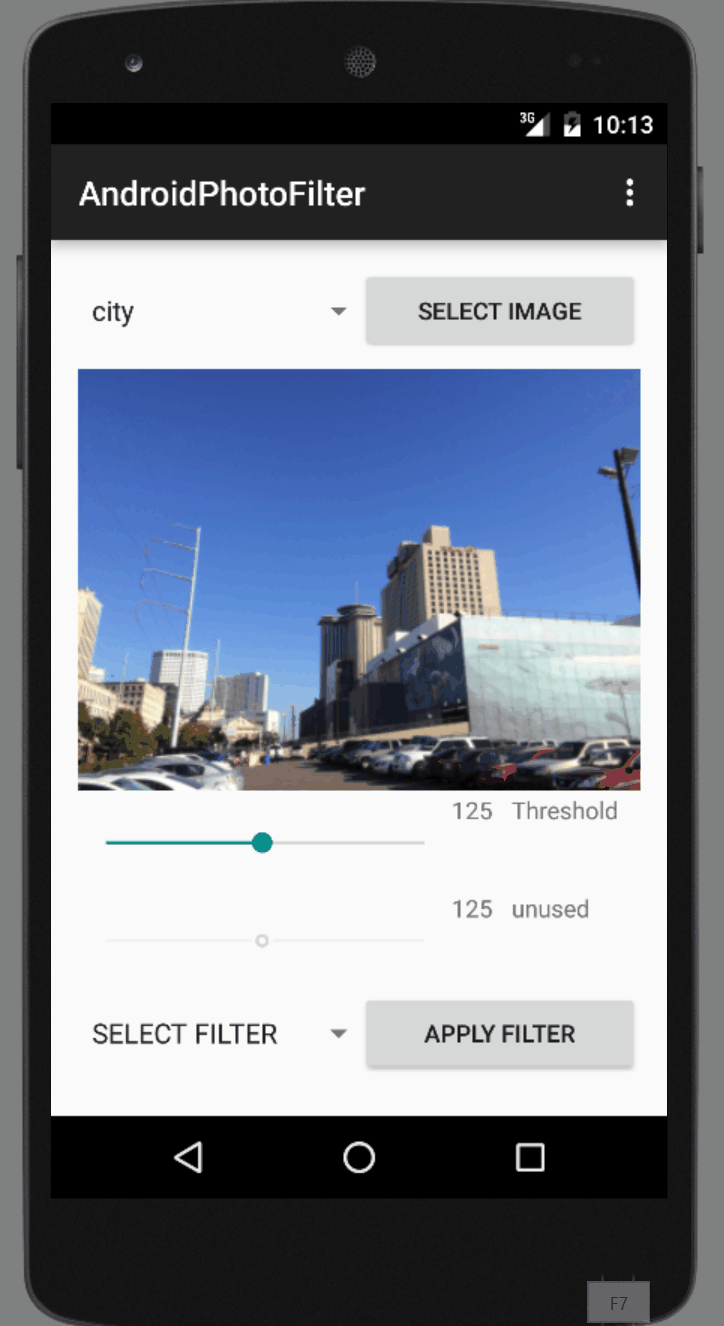 3G 10:13
AndroidPhotoFilter
city SELECT IMAGE
125 Threshold
125 unused
SELECT FILTER APPLY FILTER
F7